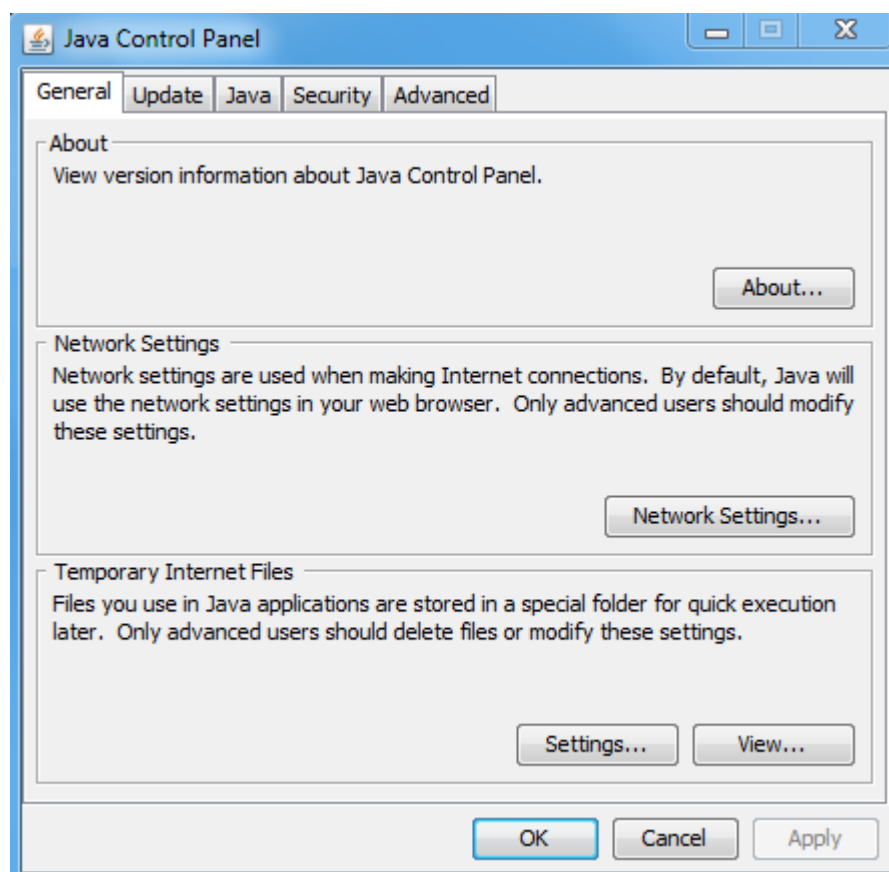 Java Control Panel
General Update Java Security Advanced
About
View version information about Java Control Panel.
About...
Network Settings
Network settings are used when making Internet connections.  By default, Java will
use the network settings in your web browser.  Only advanced users should modify
these settings.
Network Settings...
Temporary Internet Files
Files you use in Java applications are stored in a special folder for quick execution
later.  Only advanced users should delete files or modify these settings.
Settings... View...
OK Cancel Apply